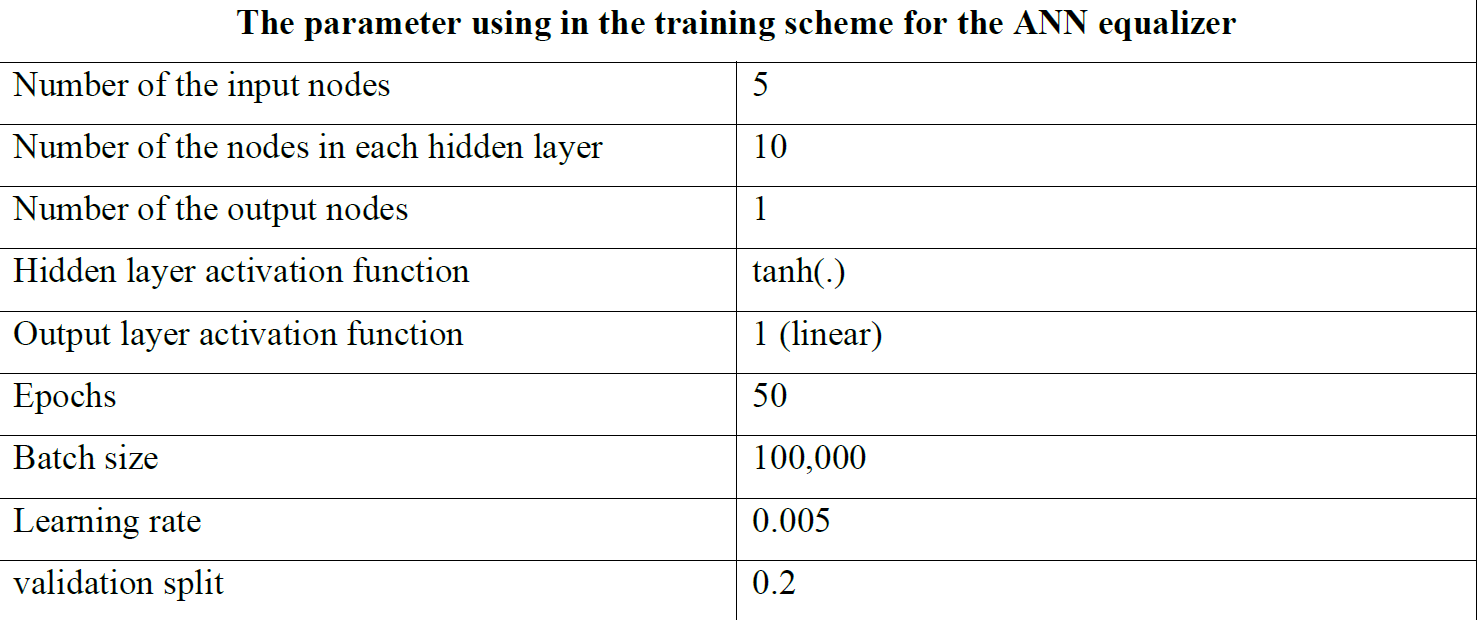 The parameter using in the training scheme for the ANN equalizer
Number of the input nodes 5
Number of the nodes in each hidden layer 10
Number of the output nodes 1
Hidden layer activation function tanh(.)
Output layer activation function 1 (linear)
Epochs 50
Batch size 100,000
Learning rate 0.005
validation split 0.2